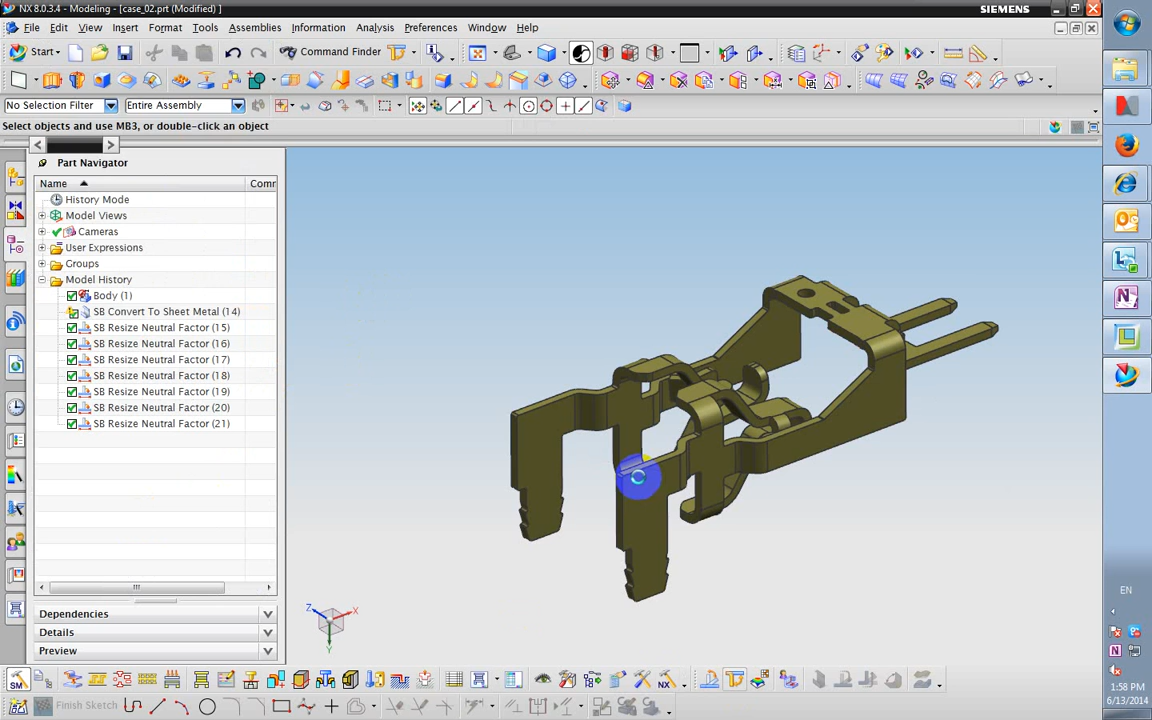 NX 8.0.3.4 - Modeling - [case_02.prt (Modified) ]
SIEMENS
File Edit View Insert Format Tools Assemblies Information Analysis Preferences Window Help
Start
Command Finder
No Selection Filter
Entire Assembly
Select objects and use MB3, or double-click an object
Part Navigator
Name
Comr
History Mode
Model Views
Cameras
User Expressions
Groups
Model History
Body (1)
SB Convert To Sheet Metal (14)
SB Resize Neutral Factor (15)
SB Resize Neutral Factor (16)
SB Resize Neutral Factor (17)
SB Resize Neutral Factor (18)
SB Resize Neutral Factor (19)
SB Resize Neutral Factor (20)
SB Resize Neutral Factor (21)
Dependencies
Details
Preview
Z
X
Y
SM
NX
Finish Sketch
EN
1:58 PM
6/13/2014